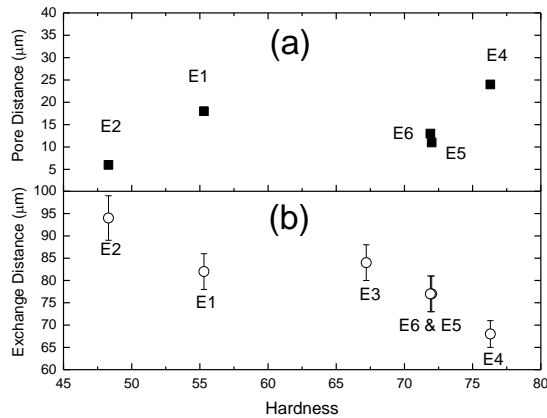 (a)
Pore Distance (μm)
40
35
30
25
20
15
10
5
E2
E1
E6
E5
E4
(b)
Exchange Distance (μm)
100
95
90
85
80
75
70
65
60
E2
E1
E3
E6 & E5
E4
45 50 55 60 65 70 75 80
Hardness